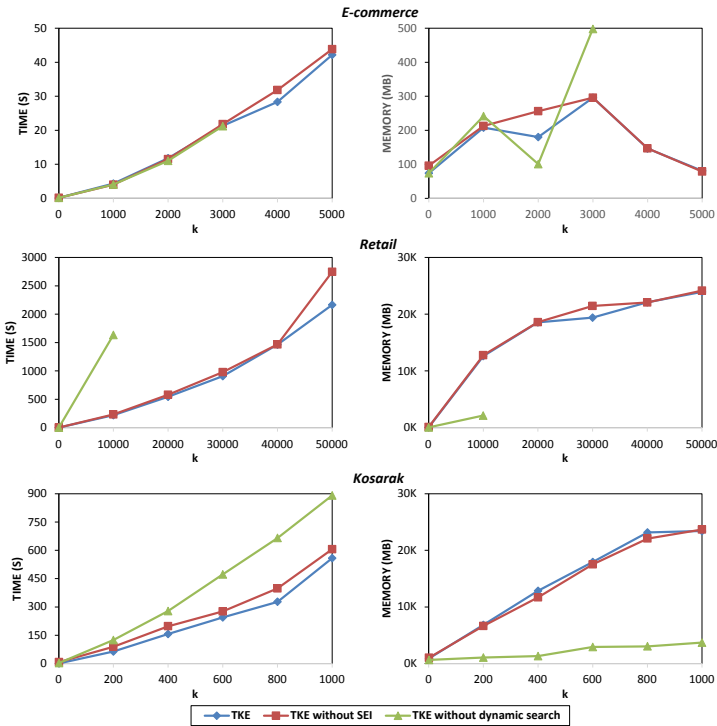 E-commerce
TIME (S)
50
40
30
20
10
0
0 1000 2000 3000 4000 5000
k
MEMORY (MB)
500
400
300
200
100
0
0 1000 2000 3000 4000 5000
k
Retail
TIME (S)
3000
2500
2000
1500
1000
500
0
0 10000 20000 30000 40000 50000
k
MEMORY (MB)
30K
20K
10K
0K
0 10000 20000 30000 40000 50000
k
Kosarak
TIME (S)
900
750
600
450
300
150
0
0 200 400 600 800 1000
k
MEMORY (MB)
30K
20K
10K
0K
0 200 400 600 800 1000
k
TKE TKE without SEI TKE without dynamic search